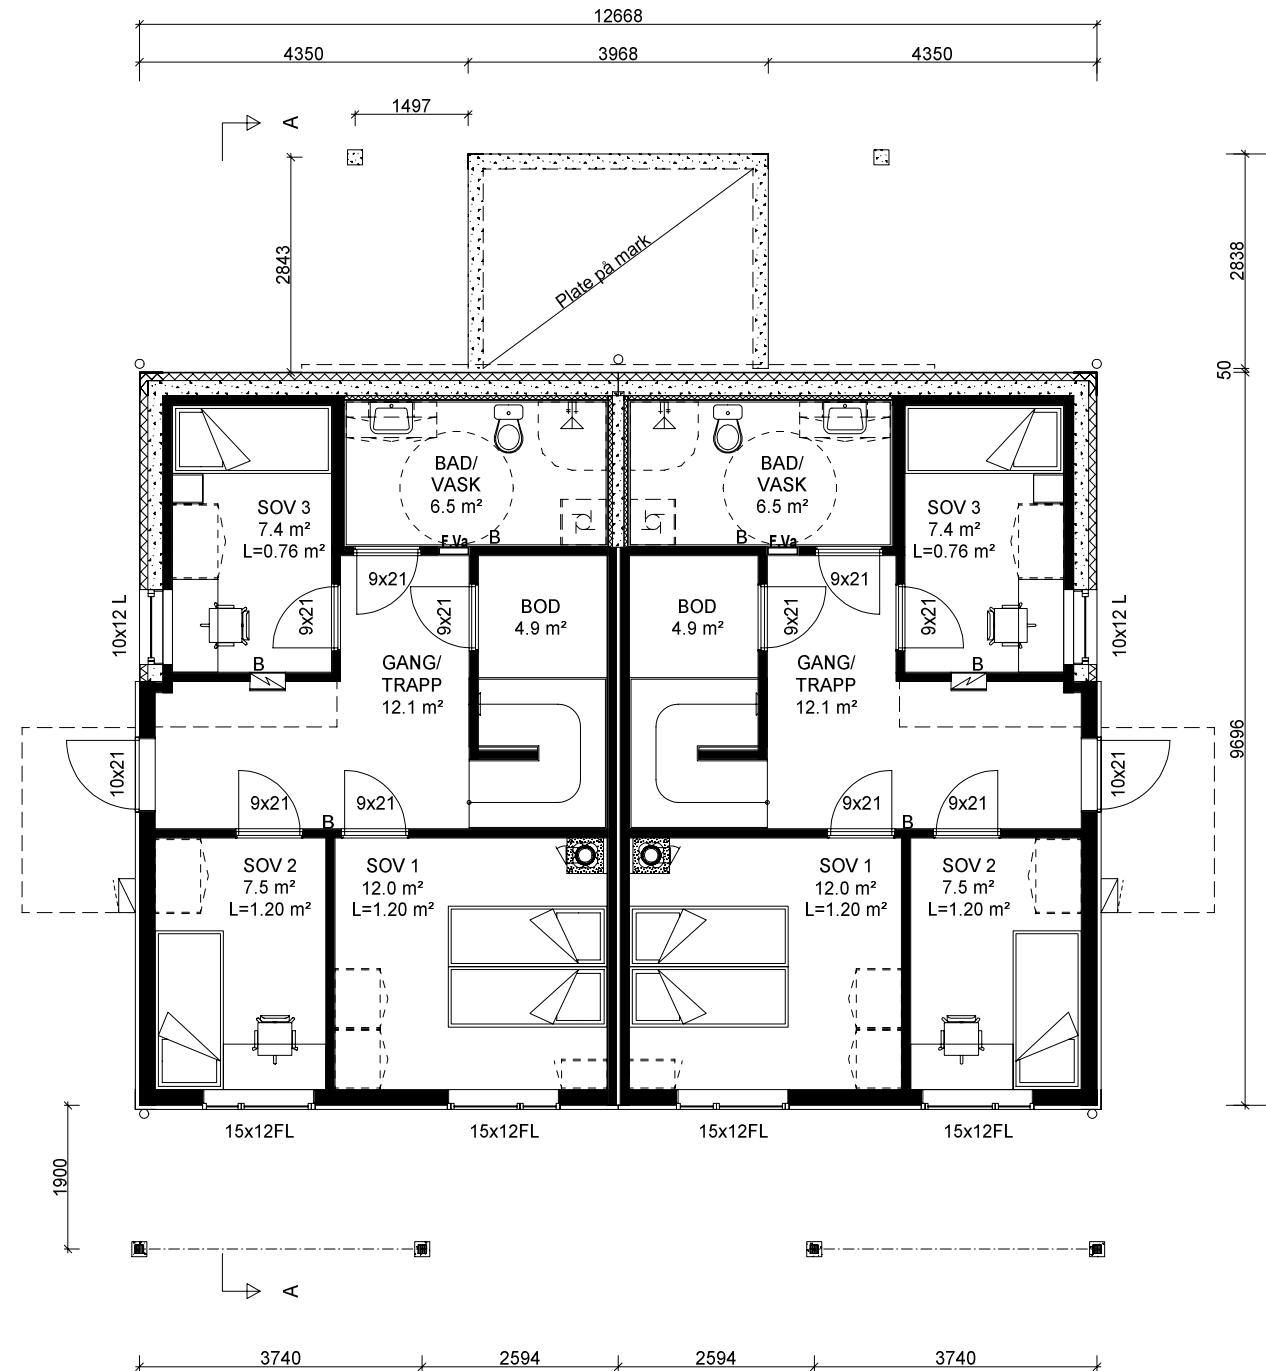 12668
4350
3968
4350
1497
A
2843
2838
Plate på mark
50
BAD/
VASK
6.5 m²
BAD/
VASK
6.5 m²
SOV 3
7.4 m²
L=0.76 m²
SOV 3
7.4 m²
L=0.76 m²
F.Va
B
B
F.Va
9x21
9x21
9x21
9x21
9x21
9x21
BOD
4.9 m²
BOD
4.9 m²
10x12 L
10x12 L
B
B
GANG/
TRAPP
12.1 m²
GANG/
TRAPP
12.1 m²
9696
10x21
10x21
9x21
9x21
9x21
9x21
B
B
SOV 2
7.5 m²
L=1.20 m²
SOV 1
12.0 m²
L=1.20 m²
SOV 1
12.0 m²
L=1.20 m²
SOV 2
7.5 m²
L=1.20 m²
15x12FL
15x12FL
15x12FL
15x12FL
1900
A
3740
2594
2594
3740